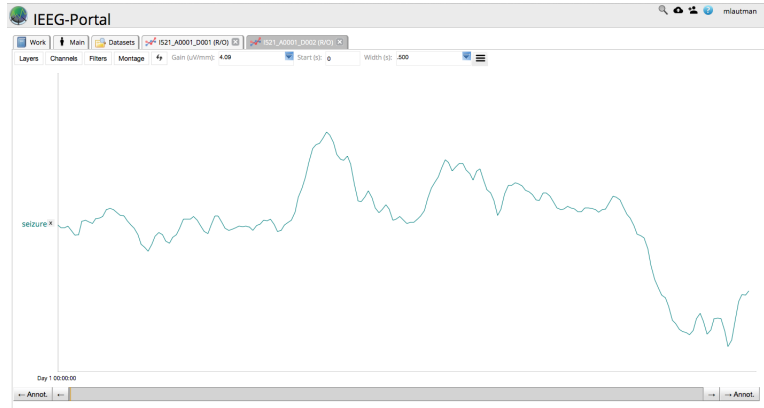 IEEG-Portal
mlautman
Work Main Datasets I521_A0001_D001 (R/O) I521_A0001_D002 (R/O)
Layers Channels Filters Montage Gain (uV/mm): 4.09 Start (s): 0 Width (s): .500
seizure x
Day 1 00:00:00
← Annot. ← → → Annot.